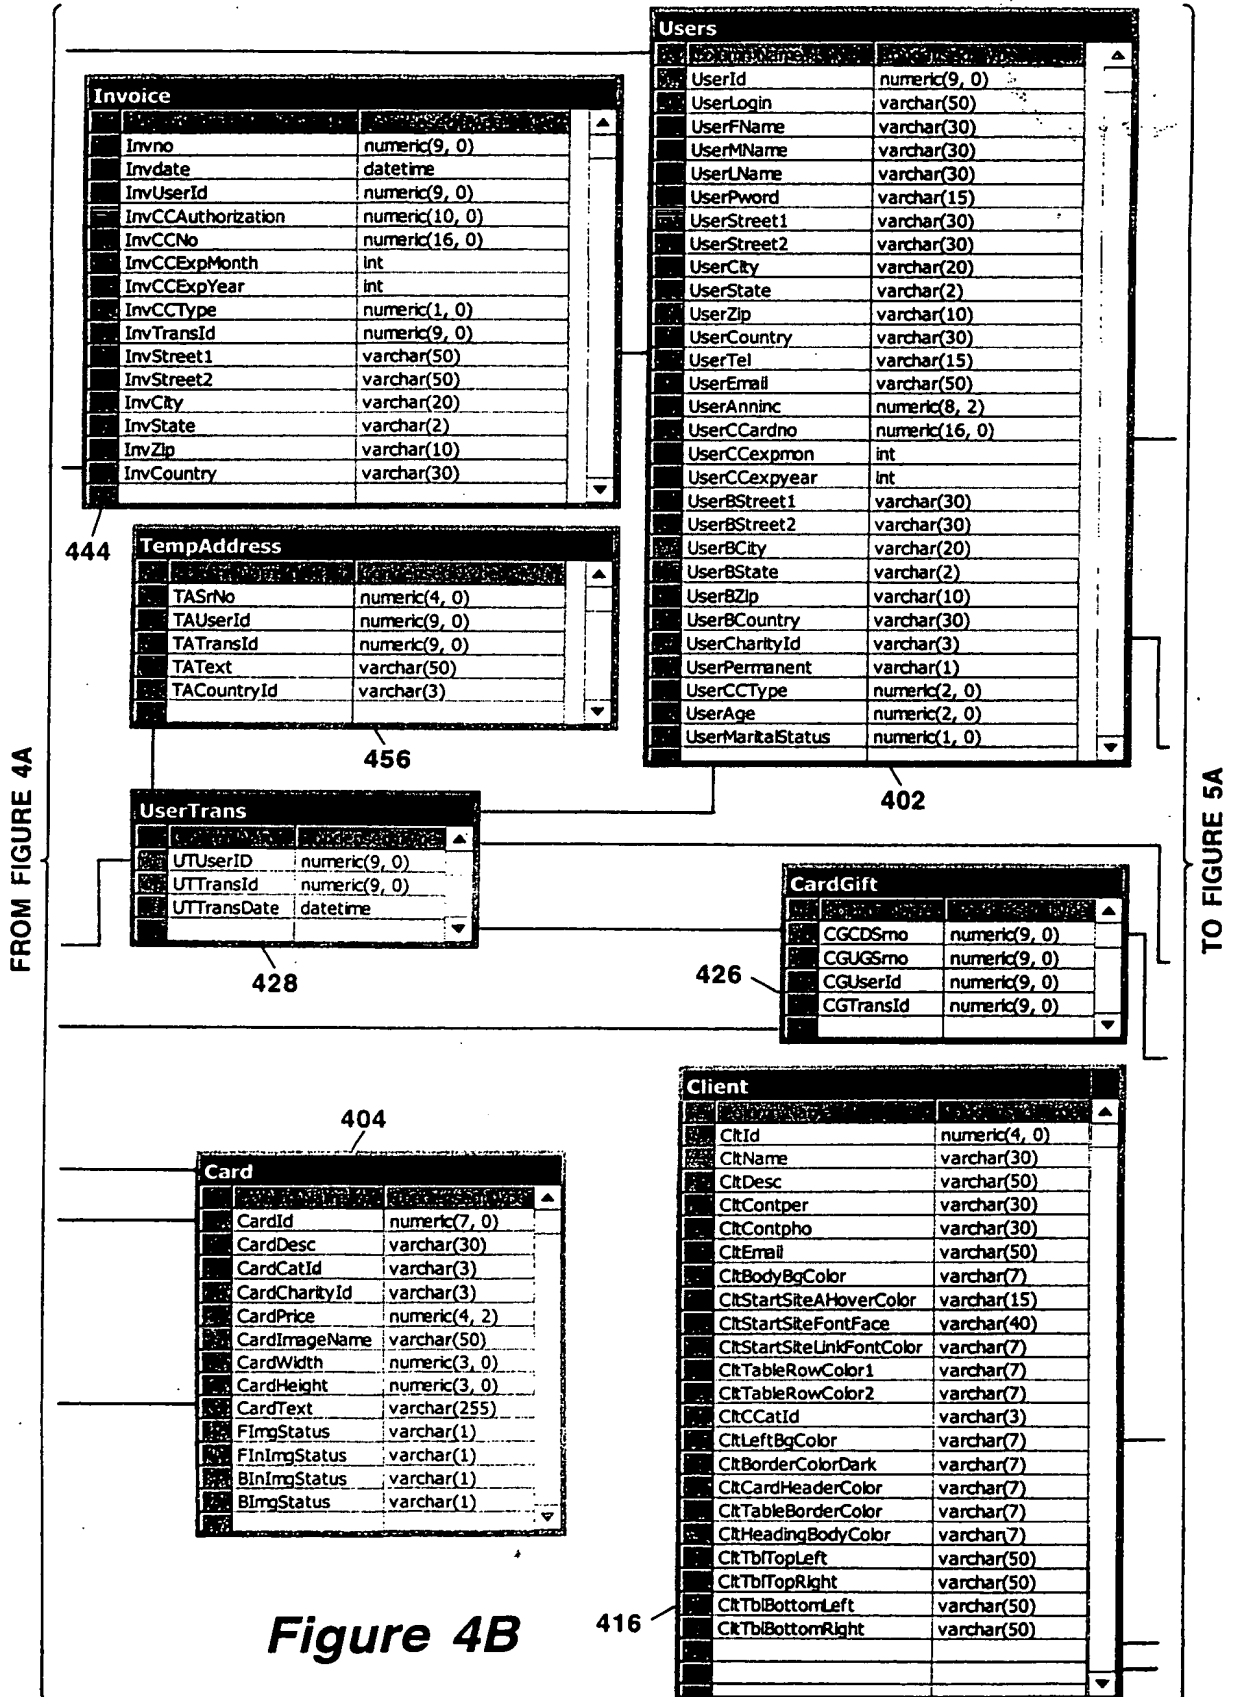 FROM FIGURE 4A
Invoice
Invno numeric(9, 0)
Invdate datetime
InvUserId numeric(9, 0)
InvCCAuthorization numeric(10, 0)
InvCCNo numeric(16, 0)
InvCCExpMonth int
InvCCExpYear int
InvCCType numeric(1, 0)
InvTransId numeric(9, 0)
InvStreet1 varchar(50)
InvStreet2 varchar(50)
InvCity varchar(20)
InvState varchar(2)
InvZip varchar(10)
InvCountry varchar(30)
444
TempAddress
TASrNo numeric(4, 0)
TAUserId numeric(9, 0)
TATransId numeric(9, 0)
TAText varchar(50)
TACountryId varchar(3)
456
UserTrans
UTUserID numeric(9, 0)
UTTransId numeric(9, 0)
UTTransDate datetime
428
404
Card
CardId numeric(7, 0)
CardDesc varchar(30)
CardCatId varchar(3)
CardCharityId varchar(3)
CardPrice numeric(4, 2)
CardImageName varchar(50)
CardWidth numeric(3, 0)
CardHeight numeric(3, 0)
CardText varchar(255)
FImgStatus varchar(1)
FInImgStatus varchar(1)
BInImgStatus varchar(1)
BImgStatus varchar(1)
Users
UserId numeric(9, 0)
UserLogin varchar(50)
UserFName varchar(30)
UserMName varchar(30)
UserLName varchar(30)
UserPword varchar(15)
UserStreet1 varchar(30)
UserStreet2 varchar(30)
UserCity varchar(20)
UserState varchar(2)
UserZip varchar(10)
UserCountry varchar(30)
UserTel varchar(15)
UserEmail varchar(50)
UserAnninc numeric(8, 2)
UserCCardno numeric(16, 0)
UserCCexpmon int
UserCCexpyear int
UserBStreet1 varchar(30)
UserBStreet2 varchar(30)
UserBCity varchar(20)
UserBState varchar(2)
UserBZip varchar(10)
UserBCountry varchar(30)
UserCharityId varchar(3)
UserPermanent varchar(1)
UserCCType numeric(2, 0)
UserAge numeric(2, 0)
UserMaritalStatus numeric(1, 0)
402
CardGift
CGCDSrno numeric(9, 0)
CGUGSrno numeric(9, 0)
CGUserId numeric(9, 0)
CGTransId numeric(9, 0)
426
Client
CltId numeric(4, 0)
CltName varchar(30)
CltDesc varchar(50)
CltContper varchar(30)
CltContpho varchar(30)
CltEmail varchar(50)
CltBodyBgColor varchar(7)
CltStartSiteAHoverColor varchar(15)
CltStartSiteFontFace varchar(40)
CltStartSiteLinkFontColor varchar(7)
CltTableRowColor1 varchar(7)
CltTableRowColor2 varchar(7)
CltCCatId varchar(3)
CltLeftBgColor varchar(7)
CltBorderColorDark varchar(7)
CltCardHeaderColor varchar(7)
CltTableBorderColor varchar(7)
CltHeadingBodyColor varchar(7)
CltTblTopLeft varchar(50)
CltTblTopRight varchar(50)
CltTblBottomLeft varchar(50)
CltTblBottomRight varchar(50)
416
TO FIGURE 5A
Figure 4B